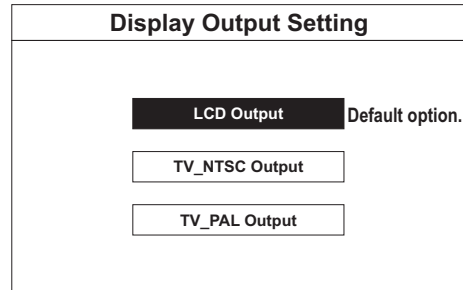 Display Output Setting
LCD Output Default option.
TV_NTSC Output
TV_PAL Output